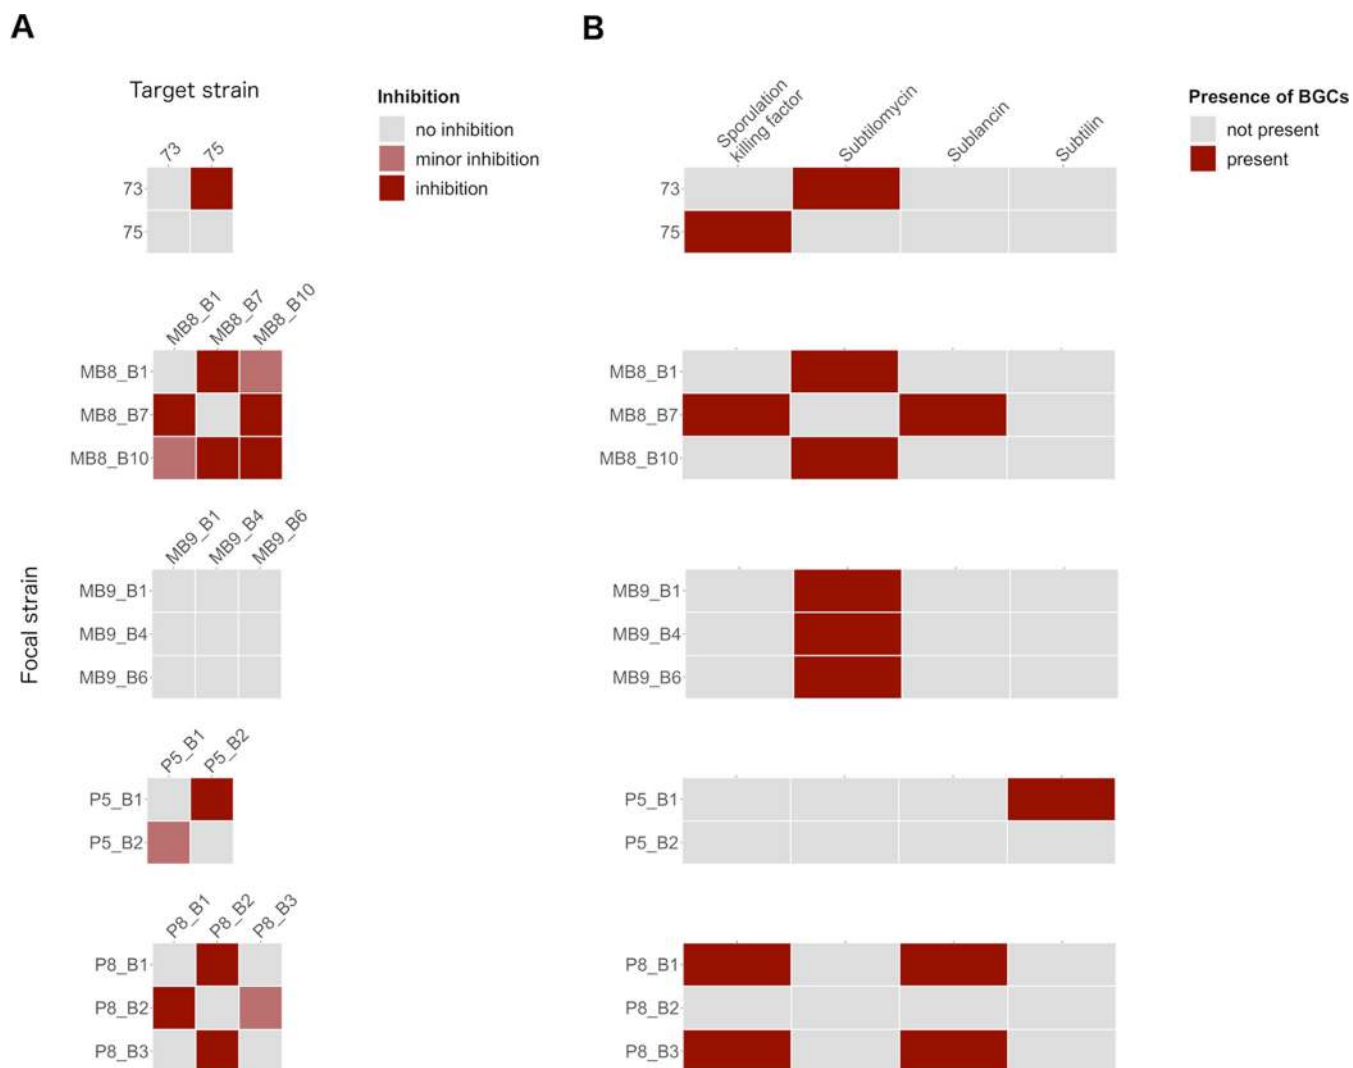 A
B
Target strain
Inhibition
no inhibition
minor inhibition
inhibition
Sporulation
killing factor
Subtilomycin
Sublancin
Subtilin
Presence of BGCs
not present
present
73
75
73
75
73
75
MB8_B1
MB8_B7
MB8_B10
MB8_B1
MB8_B7
MB8_B10
MB8_B1
MB8_B7
MB8_B10
Focal strain
MB9_B1
MB9_B4
MB9_B6
MB9_B1
MB9_B4
MB9_B6
MB9_B1
MB9_B4
MB9_B6
P5_B1
P5_B2
P5_B1
P5_B2
P5_B1
P5_B2
P8_B1
P8_B2
P8_B3
P8_B1
P8_B2
P8_B3
P8_B1
P8_B2
P8_B3